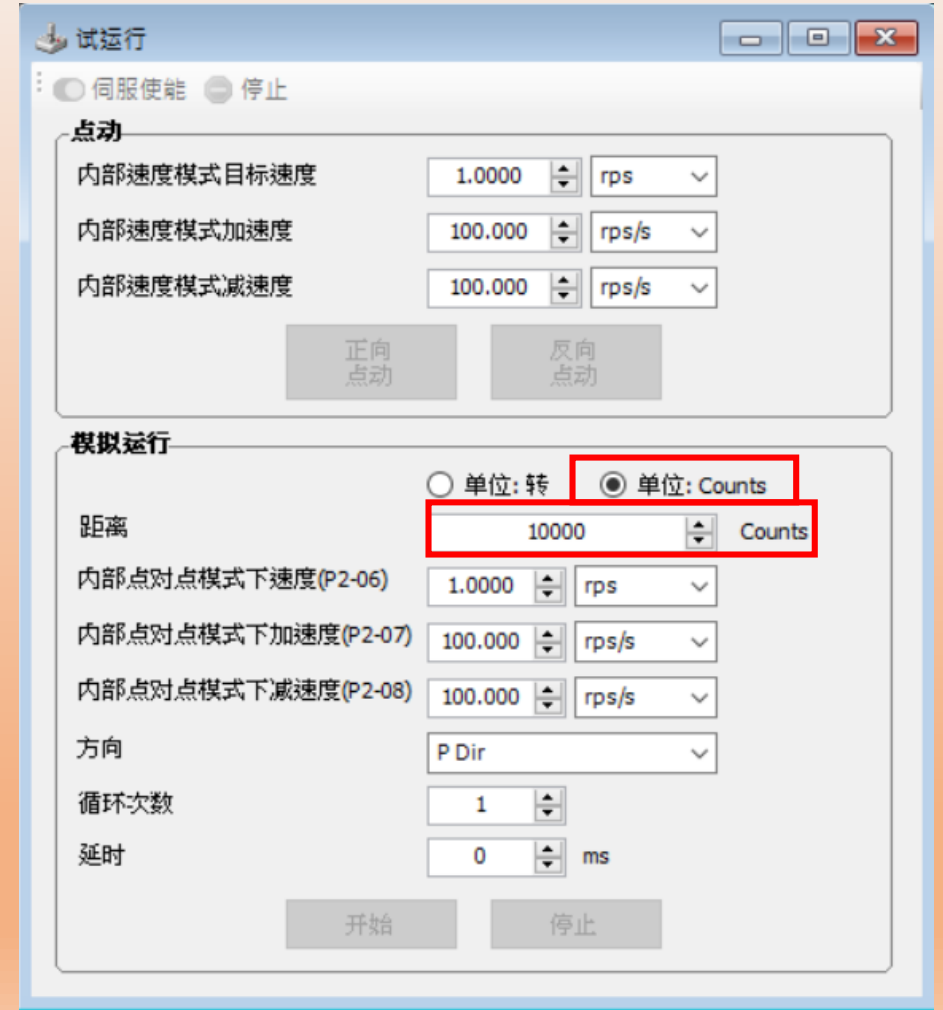 试运行
伺服使能 停止
点动
内部速度模式目标速度 1.0000 rps
内部速度模式加速度 100.000 rps/s
内部速度模式减速度 100.000 rps/s
正向 反向
点动 点动
模拟运行
单位: 转 单位: Counts
距离 10000 Counts
内部点对点模式下速度(P2-06) 1.0000 rps
内部点对点模式下加速度(P2-07) 100.000 rps/s
内部点对点模式下减速度(P2-08) 100.000 rps/s
方向 P Dir
循环次数 1
延时 0 ms
开始 停止